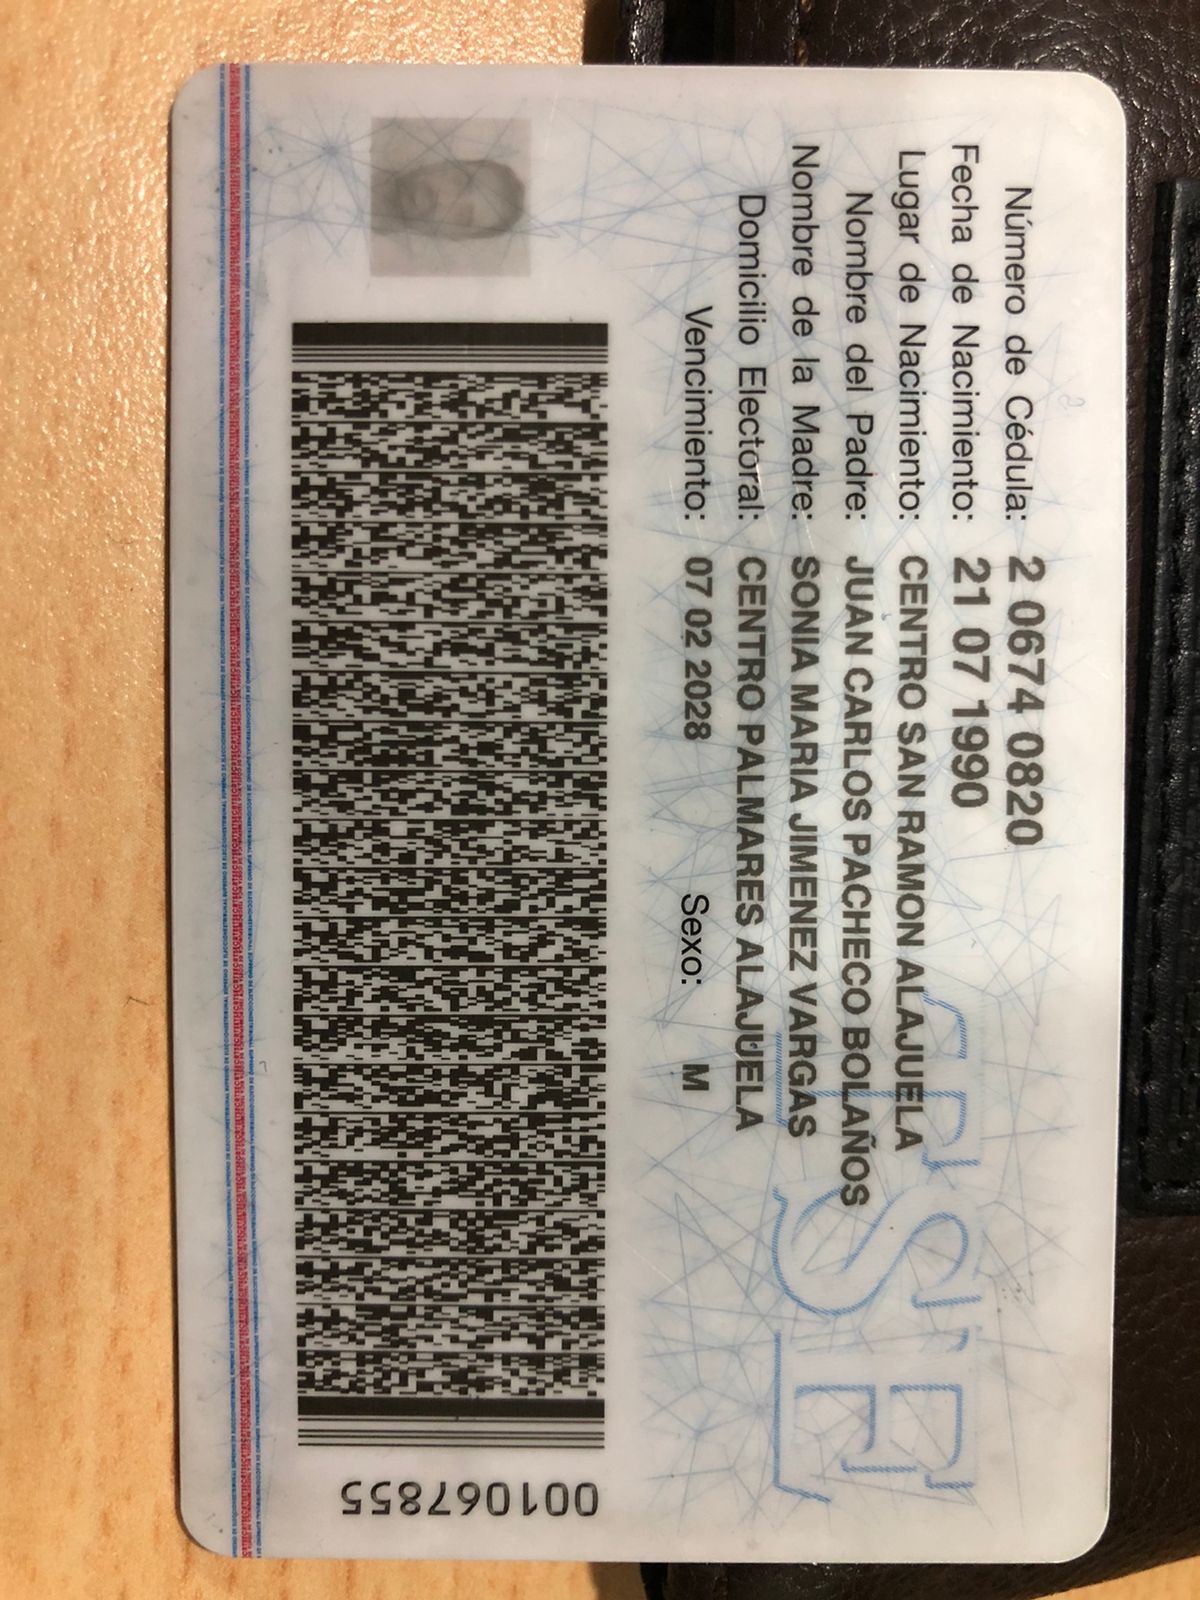 Número de Cédula: 2 0674 0820
Fecha de Nacimiento: 21 07 1990
Lugar de Nacimiento: CENTRO SAN RAMON ALAJUELA
Nombre del Padre: JUAN CARLOS PACHECO BOLAÑOS
Nombre de la Madre: SONIA MARIA JIMENEZ VARGAS
Domicilio Electoral: CENTRO PALMARES ALAJUELA
Vencimiento: 07 02 2028 Sexo: M
TSE
001067855